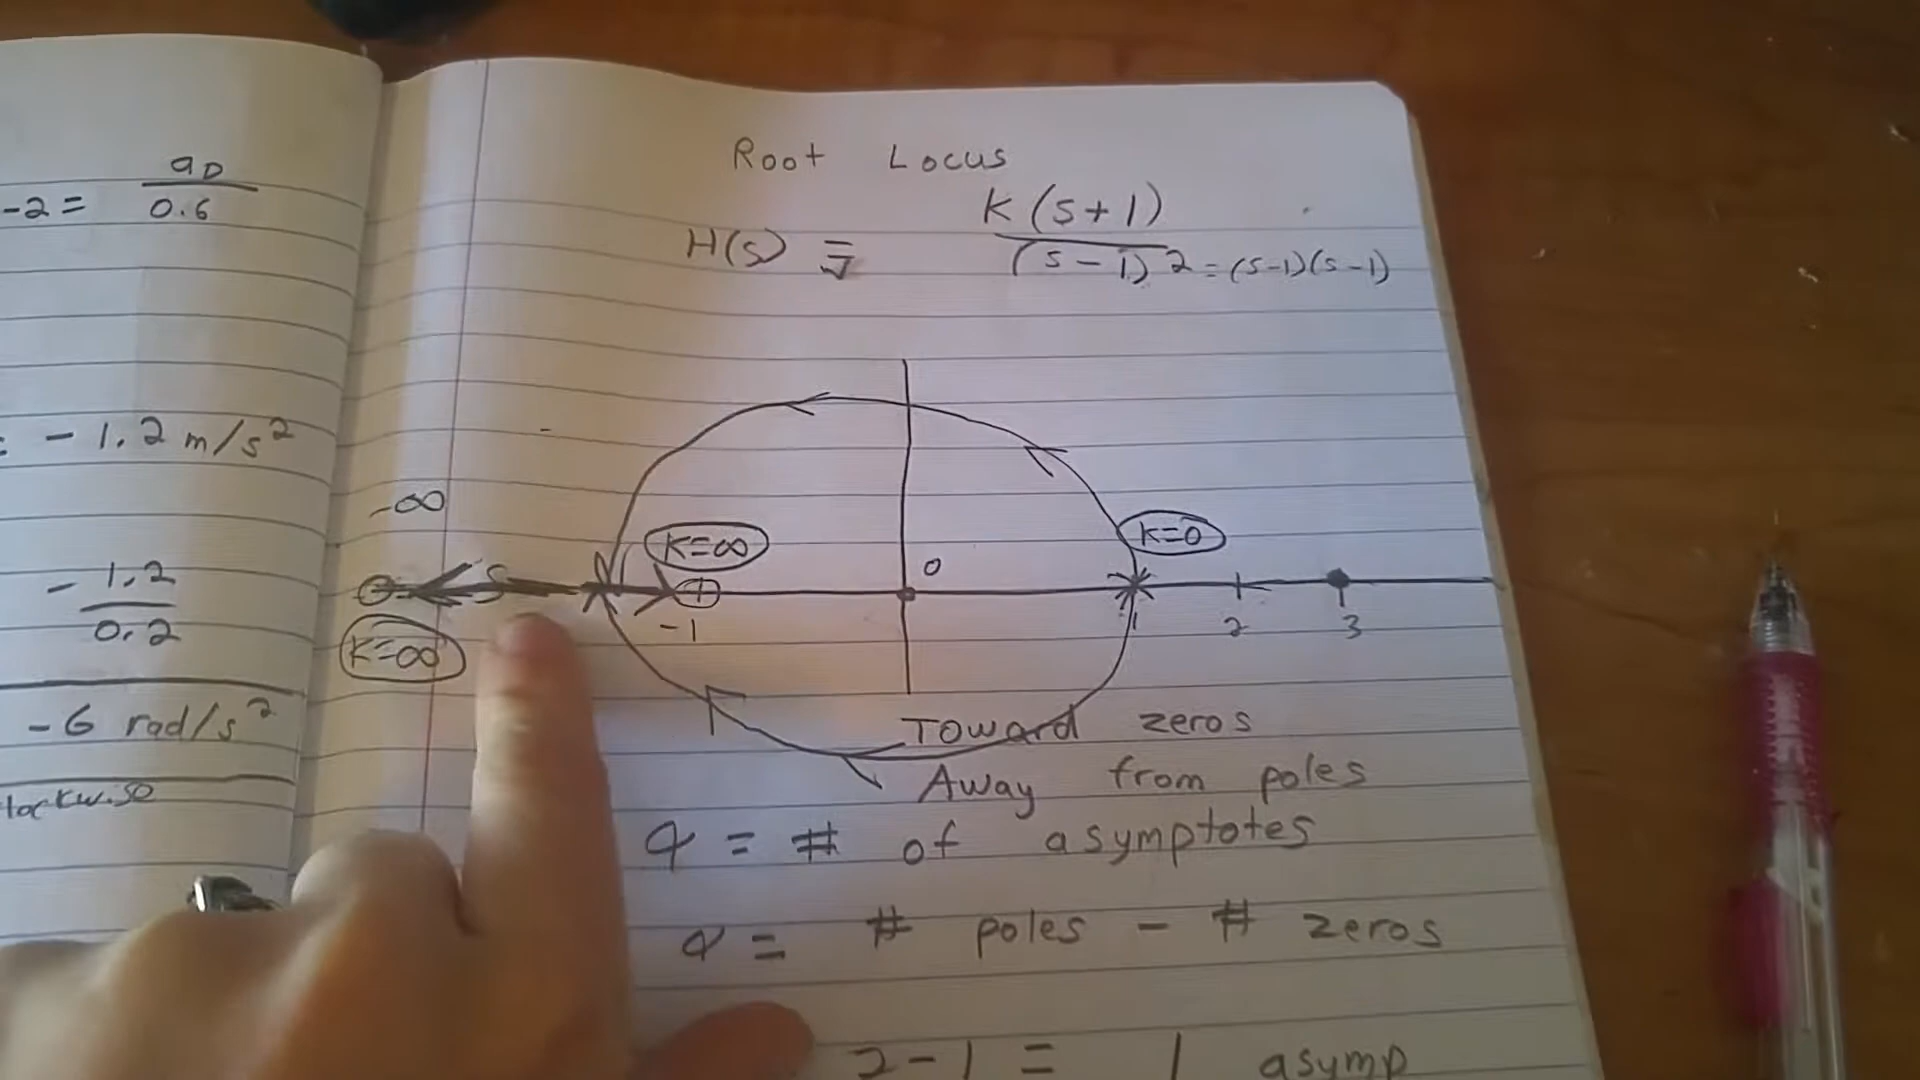 -2 = aD / 0.6
= - 1.2 m/s²
- 1.2 / 0.2
-6 rad/s²
Root Locus
H(s) = K(s+1) / (s-1)² = (s-1)(s-1)
-∞
K=∞
K=0
0
K=∞
-1
1
2
3
Toward zeros
Away from poles
q = # of asymptotes
q = # poles - # zeros
2-1 = 1 asymp